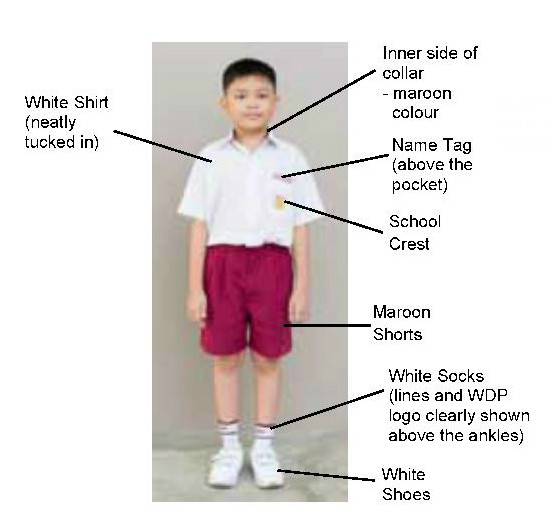 White Shirt
(neatly
tucked in)
Inner side of
collar
- maroon
colour
Name Tag
(above the
pocket)
School
Crest
Maroon
Shorts
White Socks
(lines and WDP
logo clearly shown
above the ankles)
White
Shoes